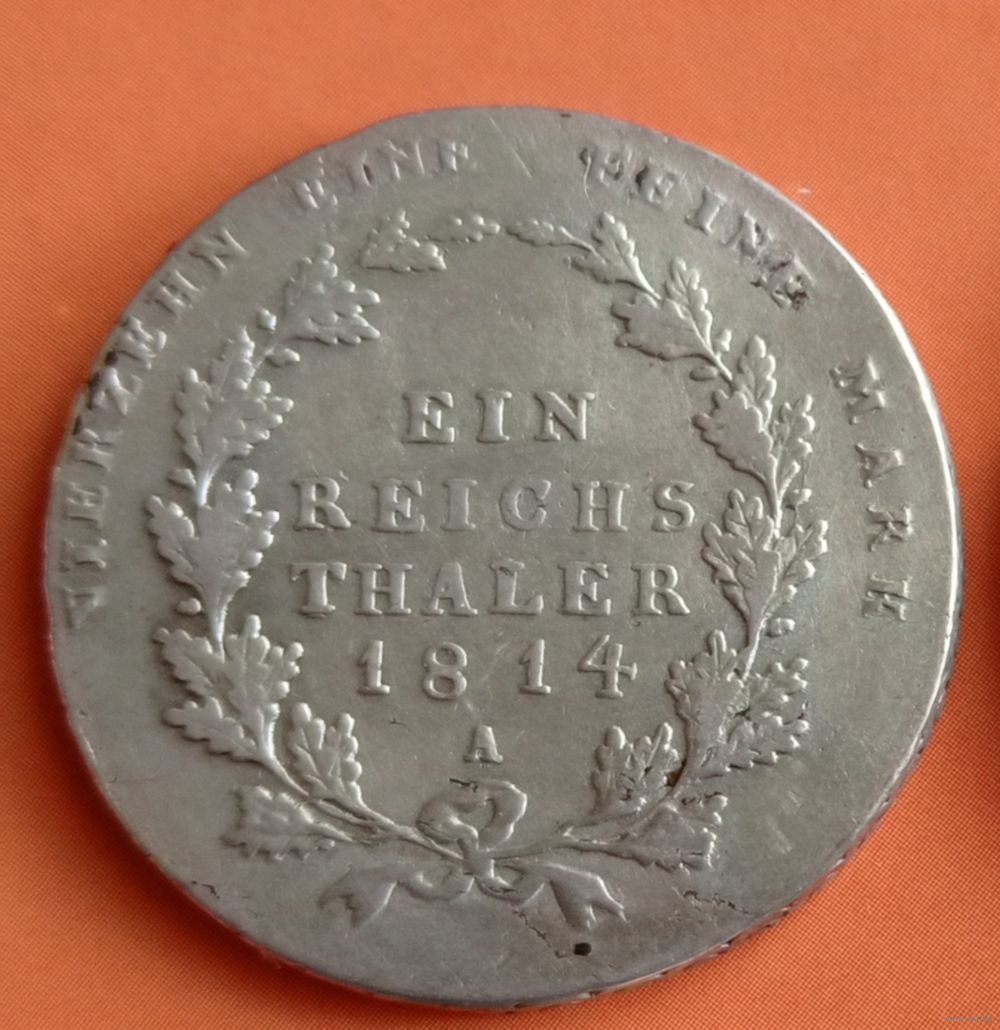 VIERZEHN EINE FEINE MARK
EIN
REICHS
THALER
1814
A